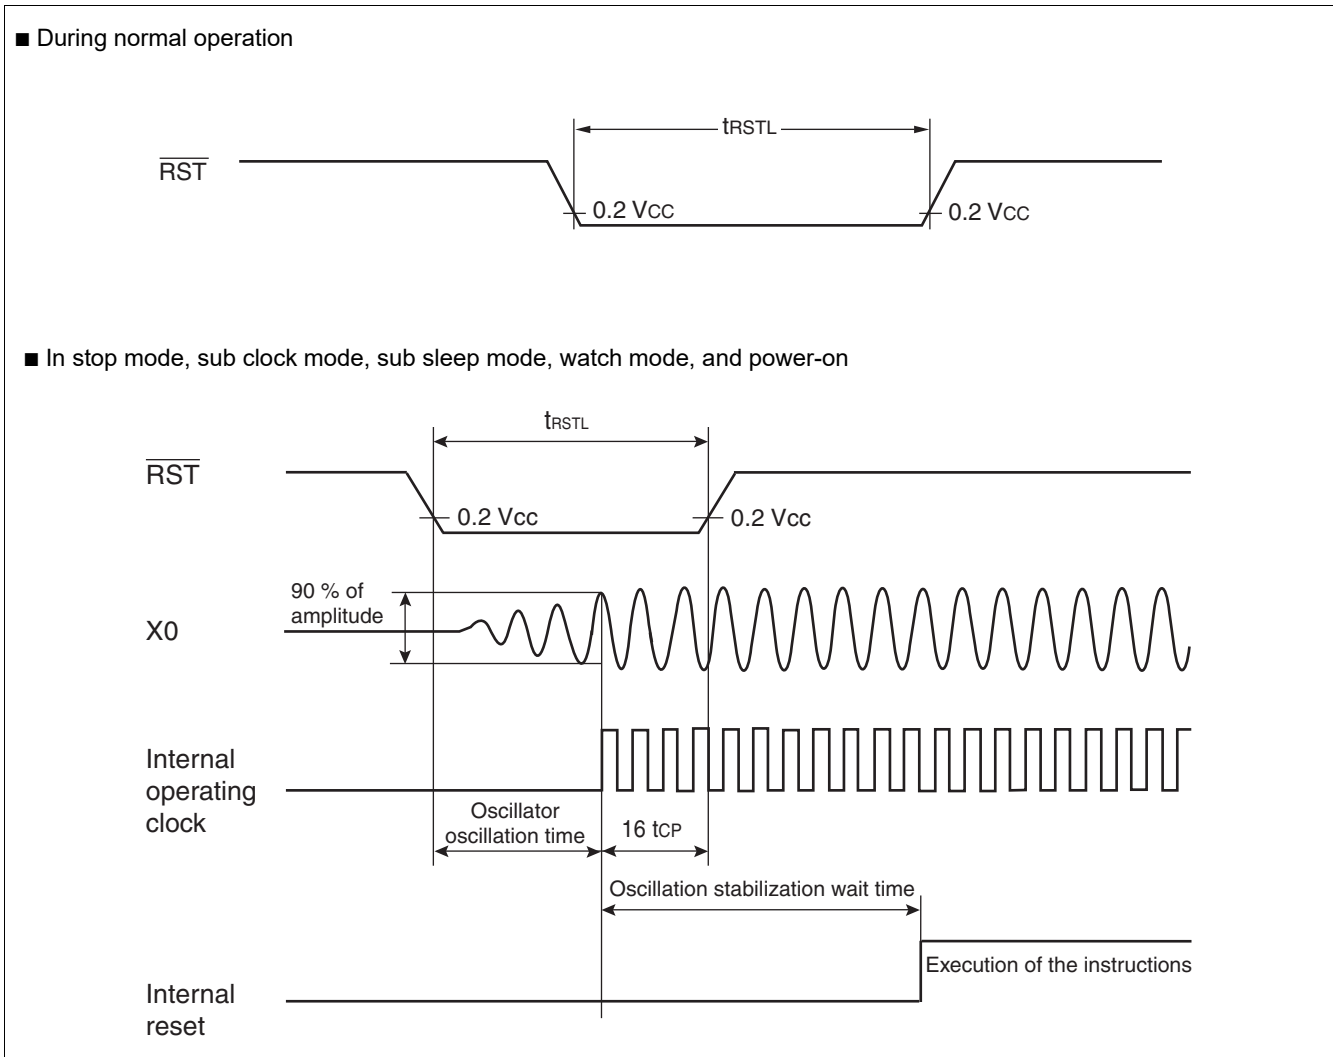 ■ During normal operation
tRSTL
RST
0.2 VCC
0.2 VCC
■ In stop mode, sub clock mode, sub sleep mode, watch mode, and power-on
tRSTL
RST
0.2 Vcc
0.2 Vcc
90 % of
amplitude
X0
Internal
operating
clock
Oscillator
oscillation time
16 tCP
Oscillation stabilization wait time
Execution of the instructions
Internal
reset